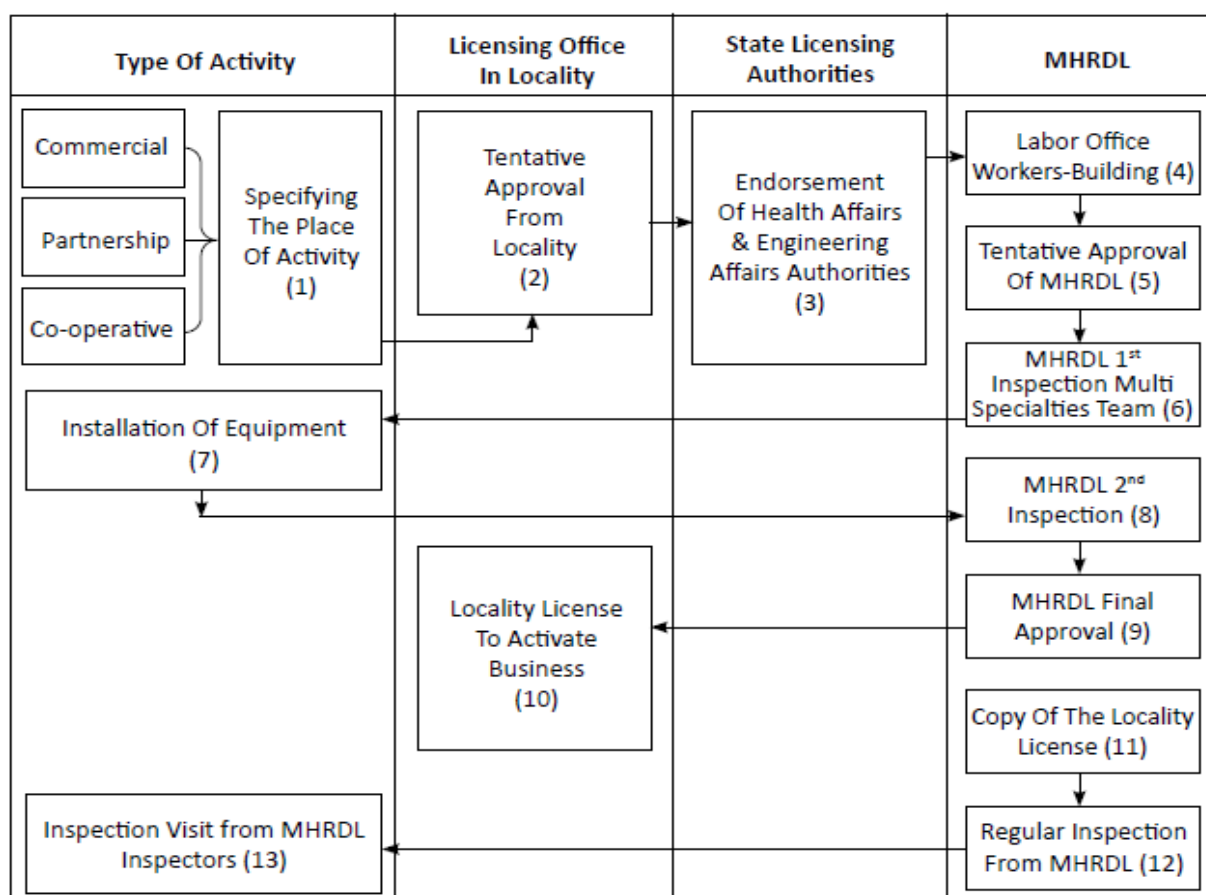 Type Of Activity
Licensing Office
In Locality
State Licensing
Authorities
MHRDL
Commercial
Partnership
Co-operative
Specifying
The Place
Of Activity
(1)
Tentative
Approval
From
Locality
(2)
Endorsement
Of Health Affairs
& Engineering
Affairs Authorities
(3)
Labor Office
Workers-Building (4)
Tentative Approval
Of MHRDL (5)
MHRDL 1st
Inspection Multi
Specialties Team (6)
Installation Of Equipment
(7)
MHRDL 2nd
Inspection (8)
MHRDL Final
Approval (9)
Locality License
To Activate
Business
(10)
Copy Of The Locality
License (11)
Regular Inspection
From MHRDL (12)
Inspection Visit from MHRDL
Inspectors (13)